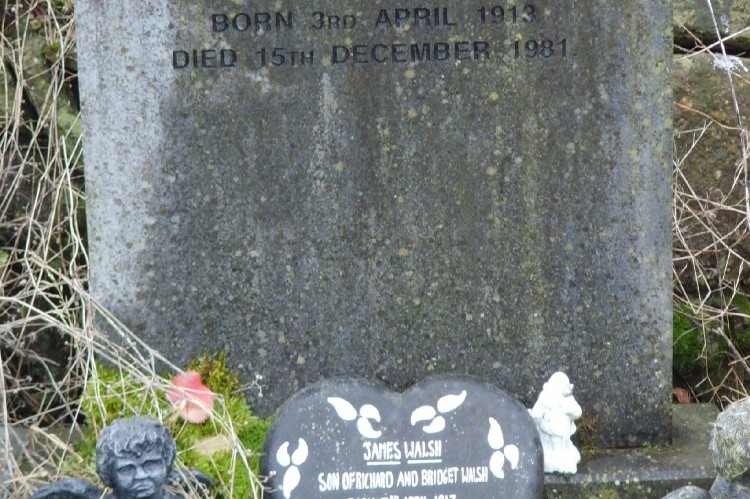 BORN 3RD APRIL 1913
DIED 15TH DECEMBER 1981.
JAMES WALSH
SON OF RICHARD AND BRIDGET WALSH